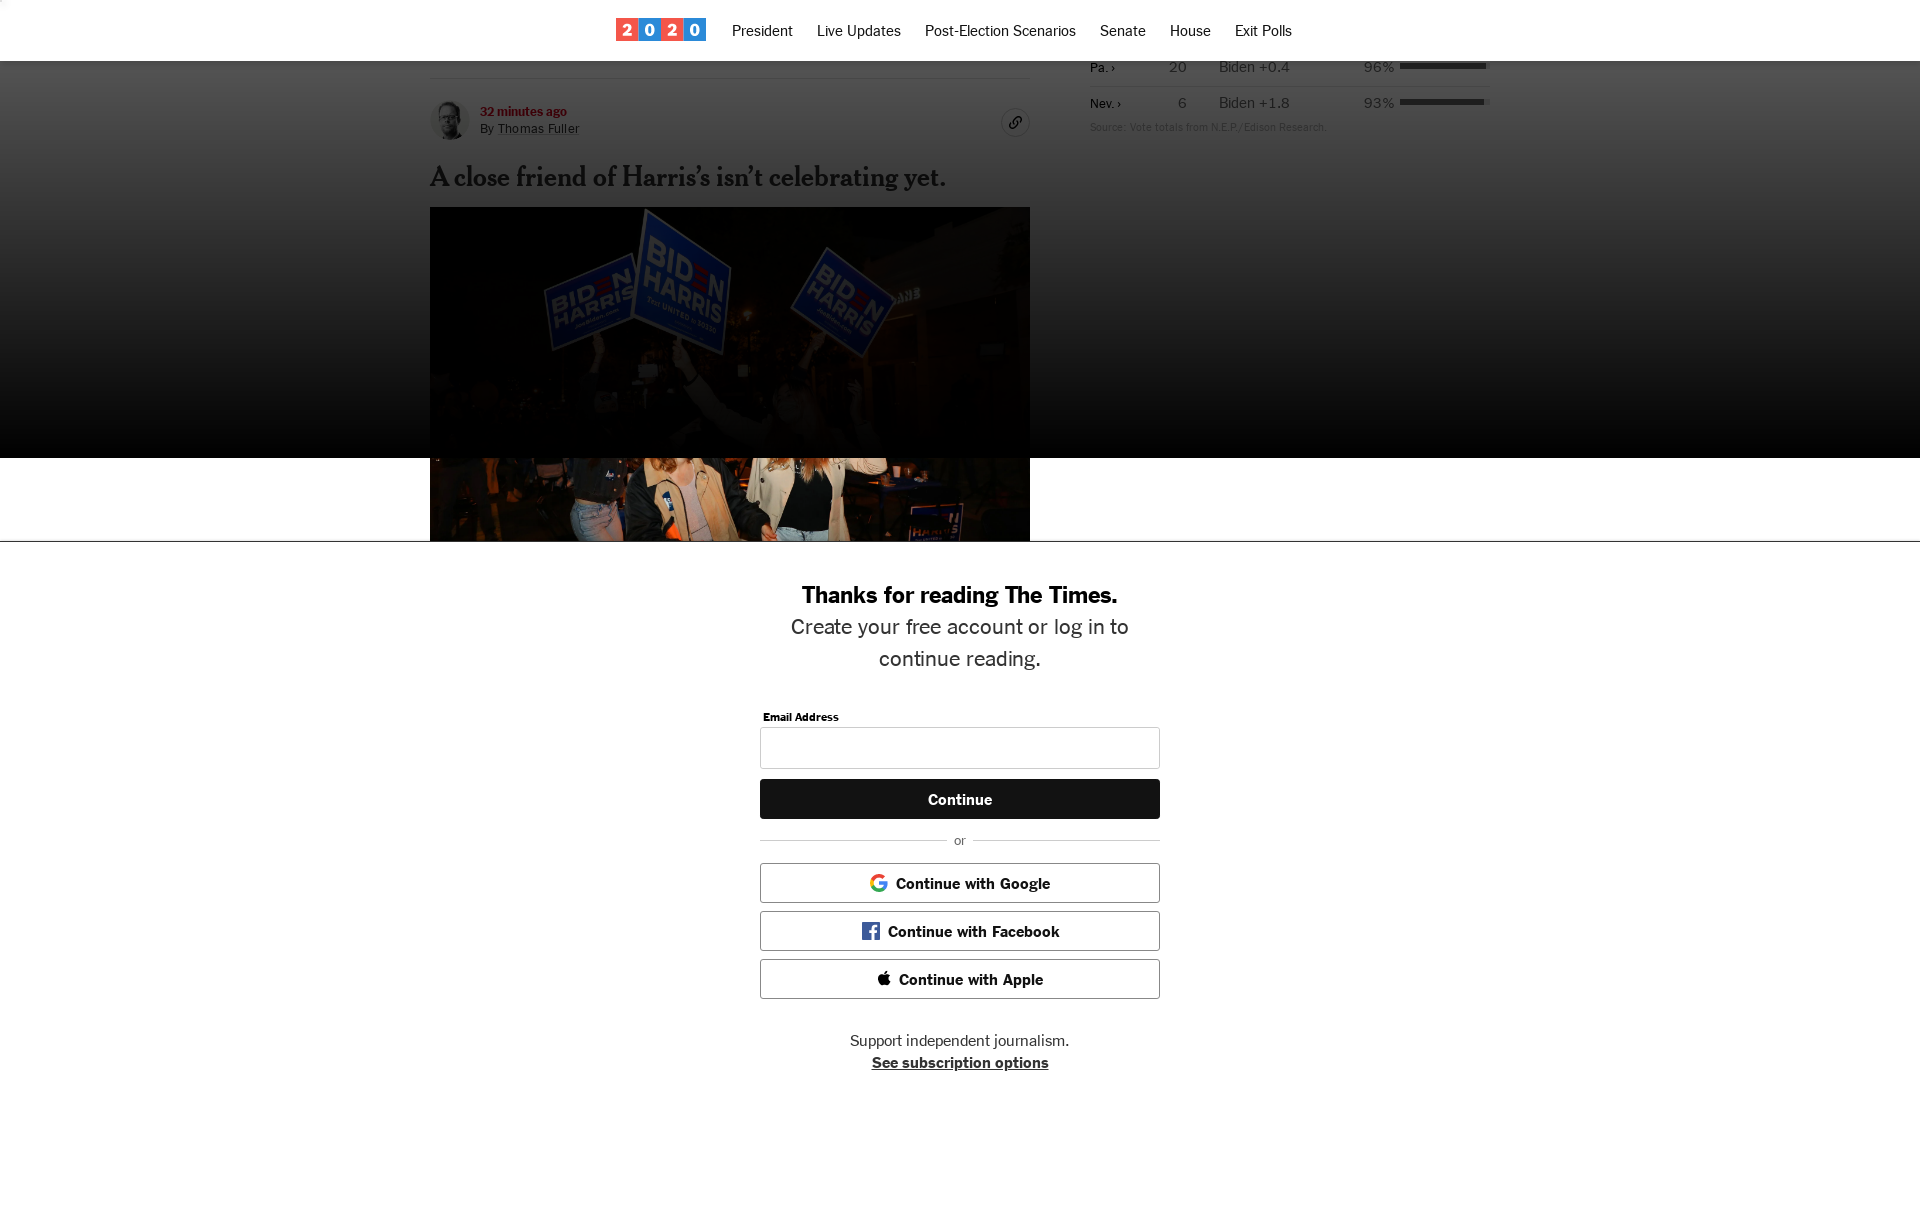 2020 President Live Updates Post-Election Scenarios Senate House Exit Polls
Pa. › 20 Biden +0.4 96%
Nev. › 6 Biden +1.8 93%
Source: Vote totals from N.E.P./Edison Research.
32 minutes ago
By Thomas Fuller
A close friend of Harris’s isn’t celebrating yet.
BIDEN
HARRIS
BIDEN
HARRIS
BIDEN
HARRIS
Thanks for reading The Times.
Create your free account or log in to
continue reading.
Email Address
Continue
or
Continue with Google
Continue with Facebook
Continue with Apple
Support independent journalism.
See subscription options